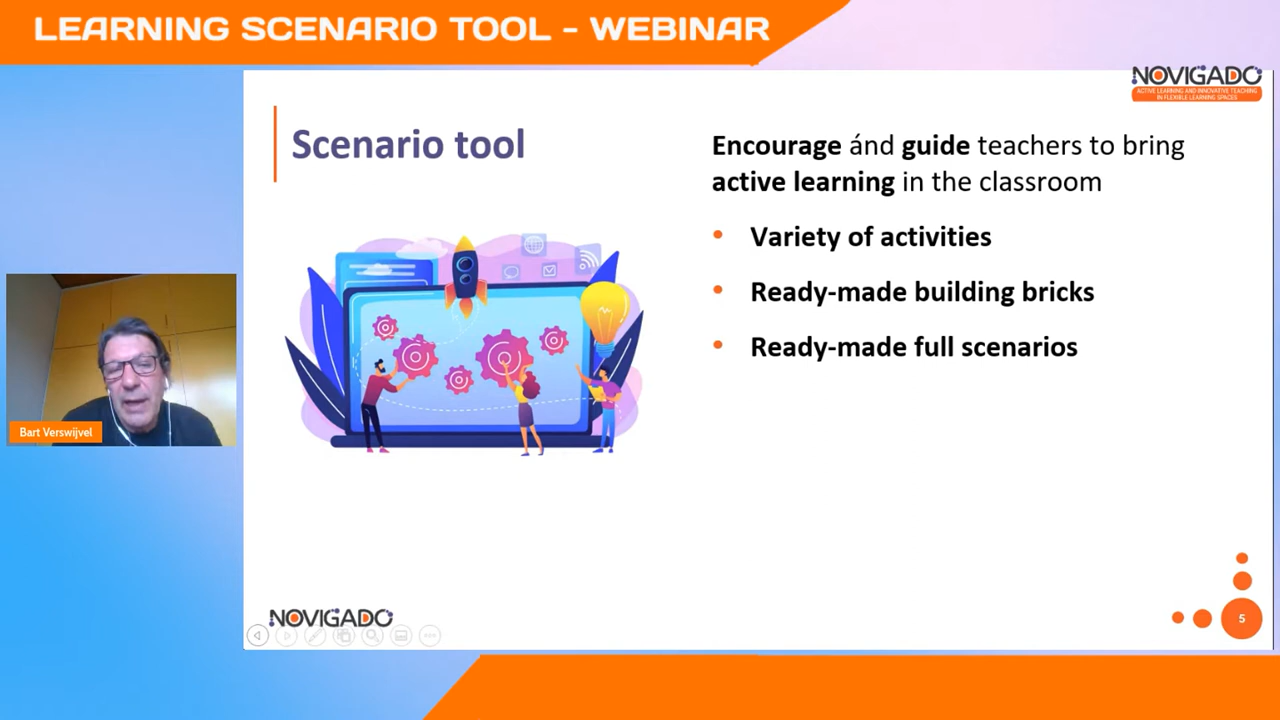 LEARNING SCENARIO TOOL - WEBINAR
NOVIGADO
ACTIVE LEARNING AND INNOVATIVE TEACHING
IN FLEXIBLE LEARNING SPACES
Scenario tool
Encourage ánd guide teachers to bring
active learning in the classroom
• Variety of activities
• Ready-made building bricks
• Ready-made full scenarios
Bart Verswijvel
NOVIGADO
5